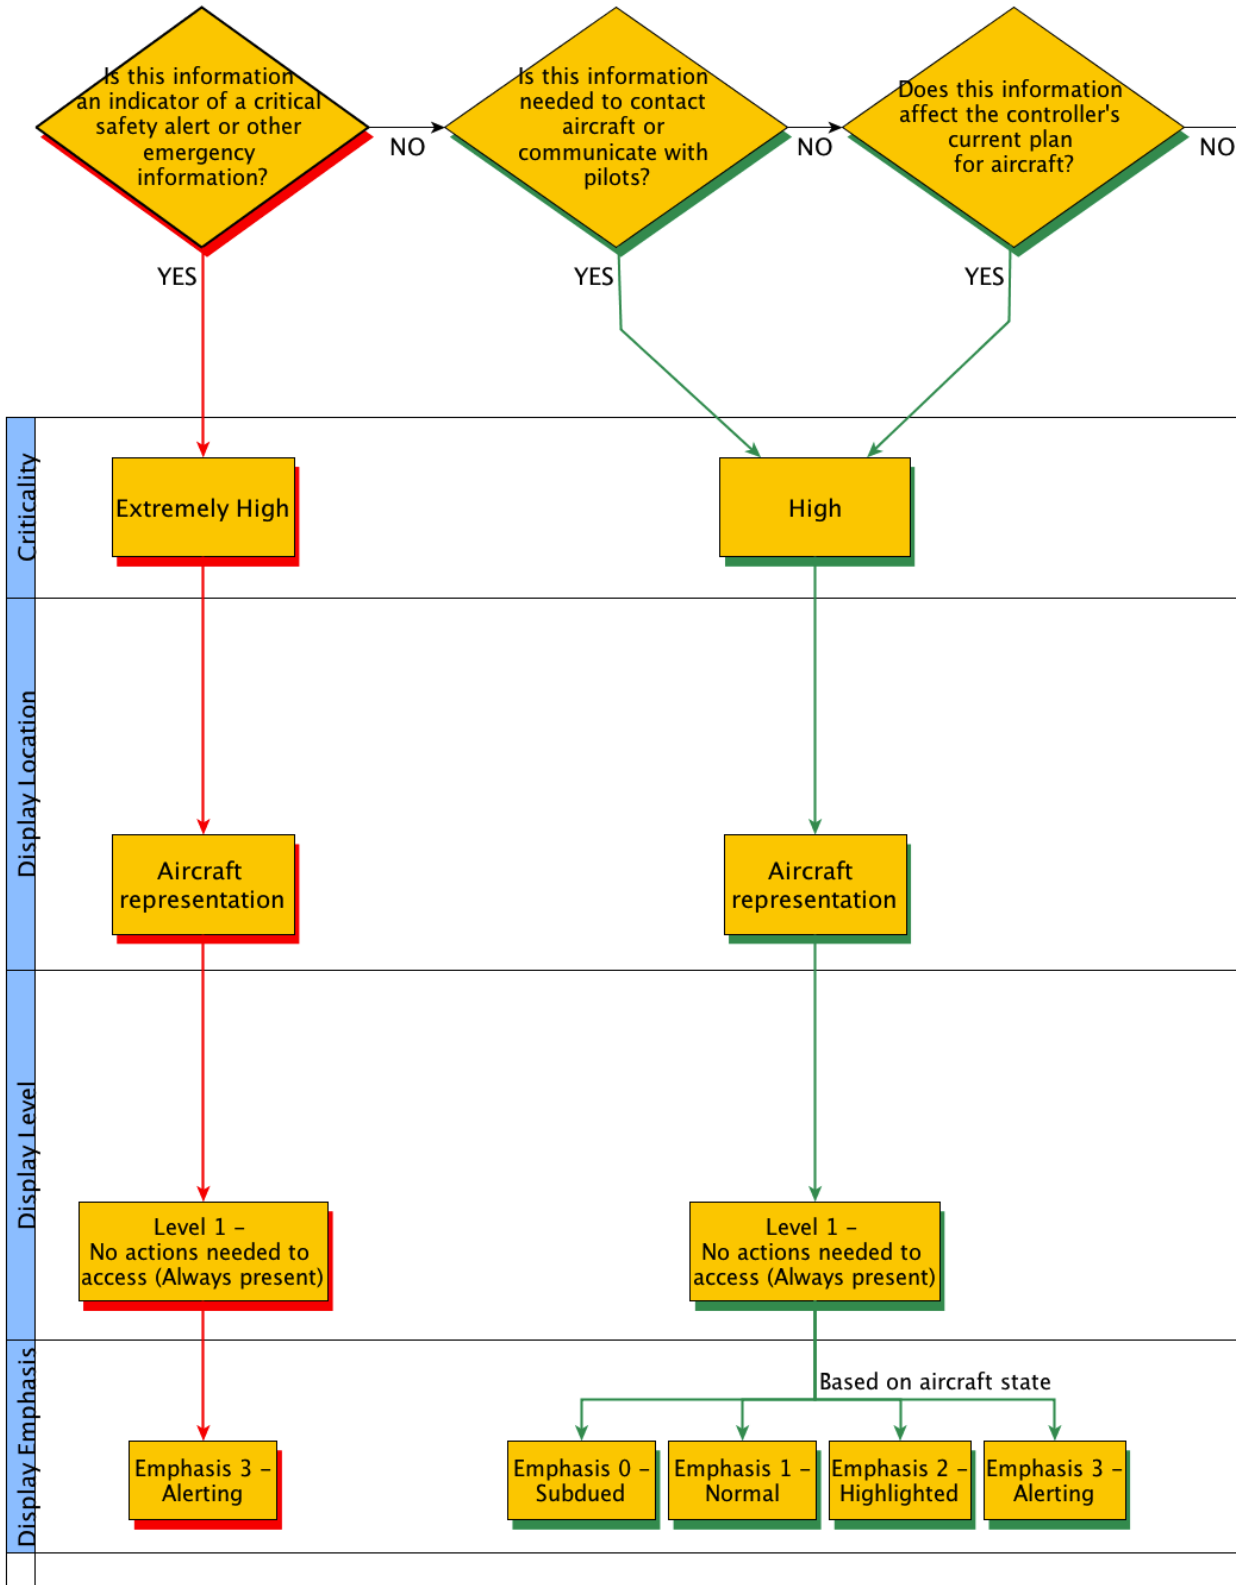 Is this information
an indicator of a critical
safety alert or other
emergency
information?
NO
Is this information
needed to contact
aircraft or
communicate with
pilots?
NO
Does this information
affect the controller's
current plan
for aircraft?
NO
YES
YES
YES
Criticality
Extremely High
High
Display Location
Aircraft
representation
Aircraft
representation
Display Level
Level 1 –
No actions needed to
access (Always present)
Level 1 –
No actions needed to
access (Always present)
Display Emphasis
Based on aircraft state
Emphasis 3 –
Alerting
Emphasis 0 –
Subdued
Emphasis 1 –
Normal
Emphasis 2 –
Highlighted
Emphasis 3 –
Alerting